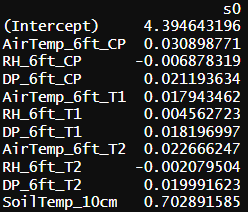 s0
(Intercept) 4.394643196
AirTemp_6ft_CP 0.030898771
RH_6ft_CP -0.006878319
DP_6ft_CP 0.021193634
AirTemp_6ft_T1 0.017943462
RH_6ft_T1 0.004562723
DP_6ft_T1 0.018196997
AirTemp_6ft_T2 0.022666247
RH_6ft_T2 -0.002079504
DP_6ft_T2 0.019991623
SoilTemp_10cm 0.702891585